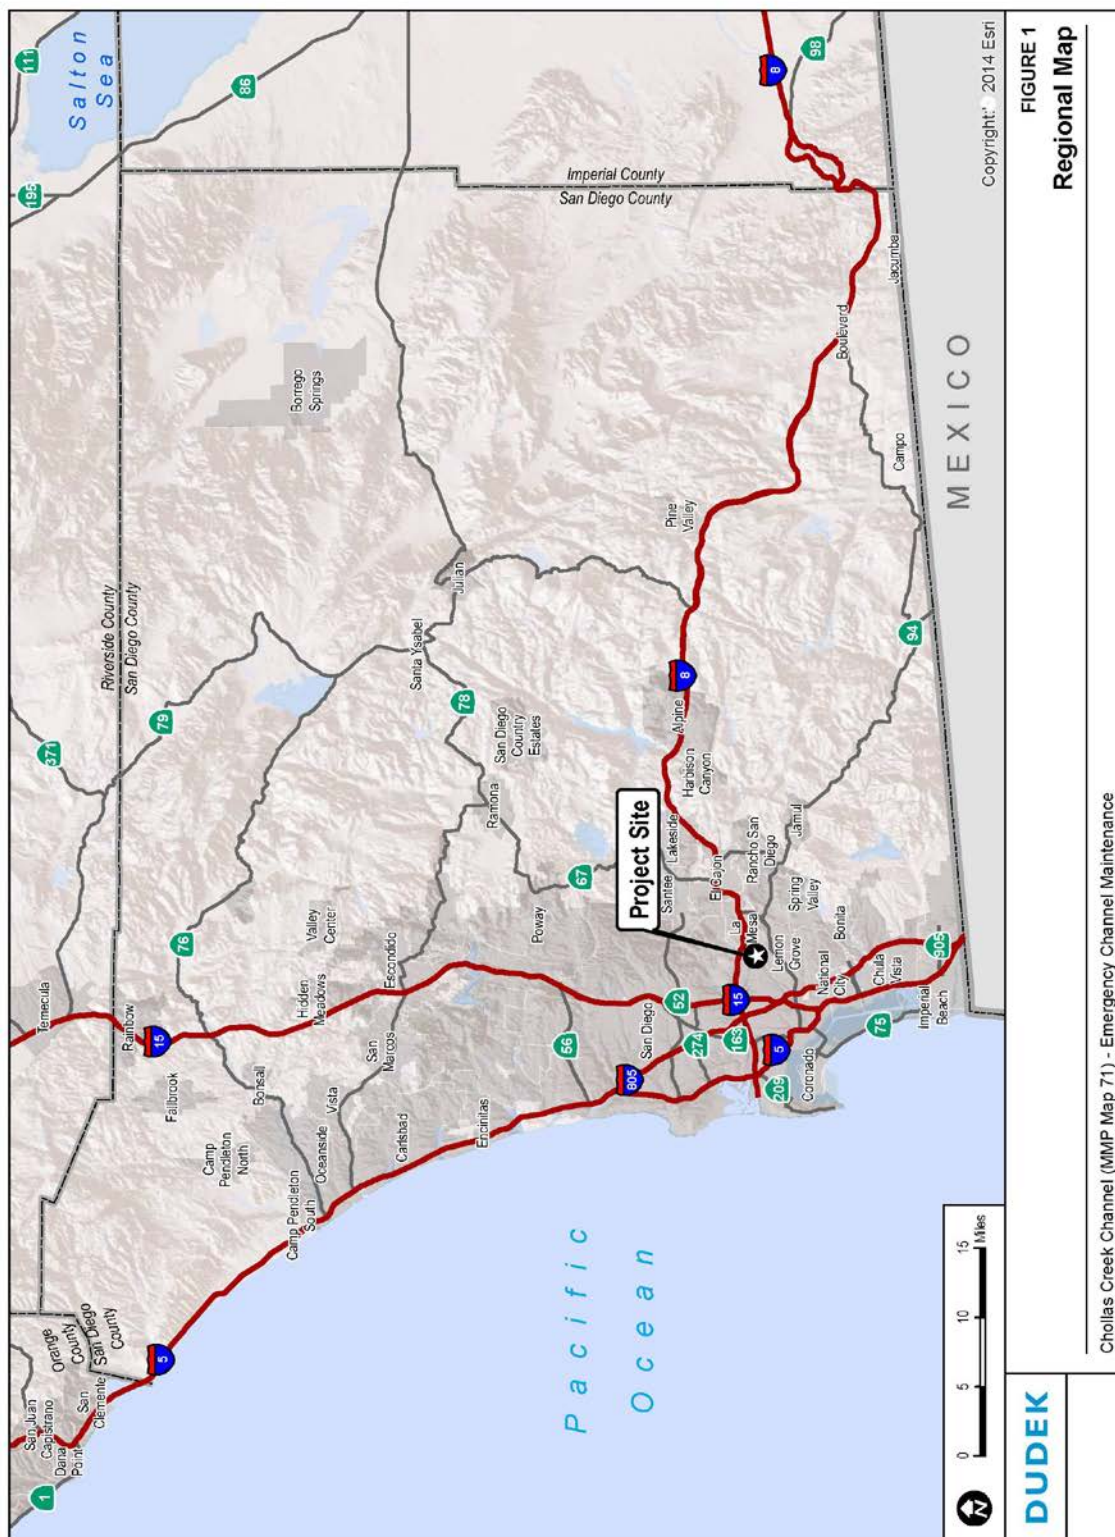 111
Salton
Sea
195
86
371
79
Riverside County
San Diego County
Imperial County
San Diego County
98
8
Temecula
Rainbow
15
Fallbrook
76
Bonsall
Camp
Pendleton
North
Valley
Center
Hidden
Meadows
Borrego
Springs
San Juan
Capistrano
Dana
Point
San
Clemente
1
Orange
County
San Diego
County
5
Camp Pendleton
South
Oceanside
Vista
San
Marcos
Escondido
Carlsbad
Encinitas
Santa Ysabel
Julian
78
Ramona
San Diego
Country
Estates
Poway
67
56
Project Site
805
San Diego
52
274
163
15
5
209
Coronado
75
Santee
Lakeside
El Cajon
La
Mesa
Lemon
Grove
Rancho San
Diego
Spring
Valley
Jamul
Harbison
Canyon
Alpine
8
Pine
Valley
National
City
Bonita
Chula
Vista
Imperial
Beach
905
94
Campo
Boulevard
Jacumba
MEXICO
Pacific
Ocean
N
0 5 10 15
Miles
Copyright: 2014 Esri
DUDEK
FIGURE 1
Regional Map
Chollas Creek Channel (MMP Map 71) - Emergency Channel Maintenance